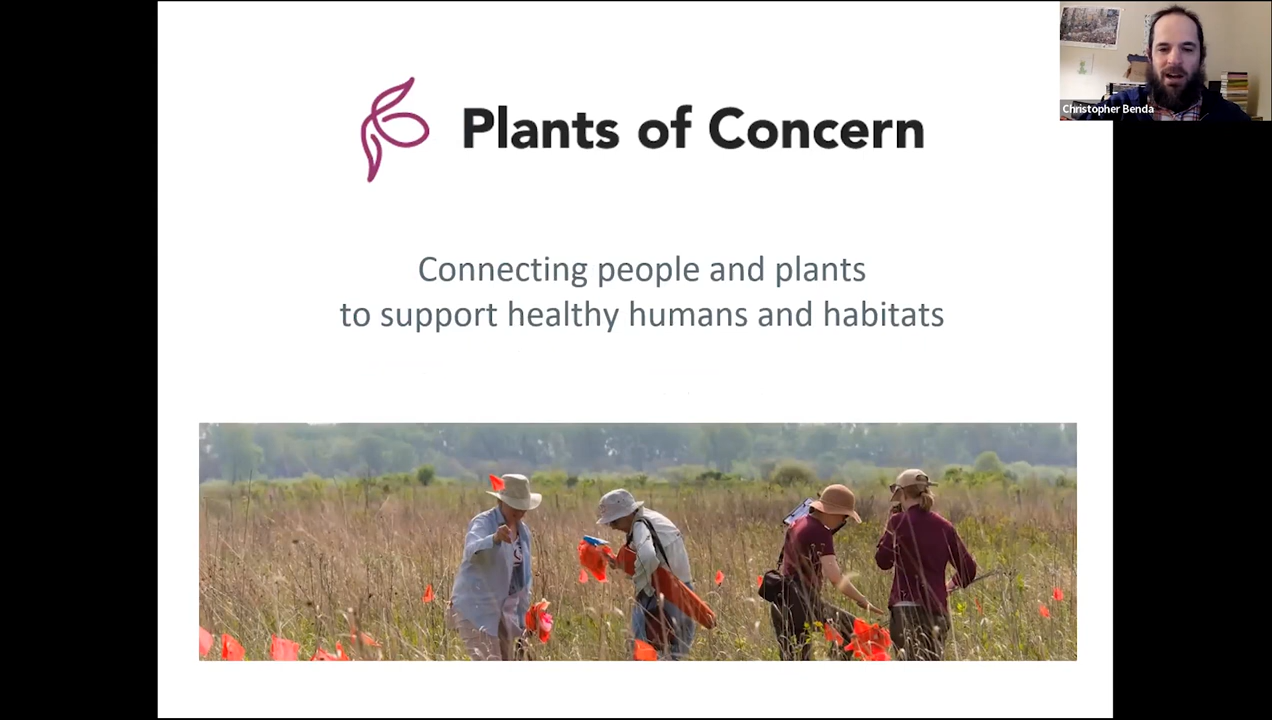 Plants of Concern
Connecting people and plants
to support healthy humans and habitats
Christopher Benda